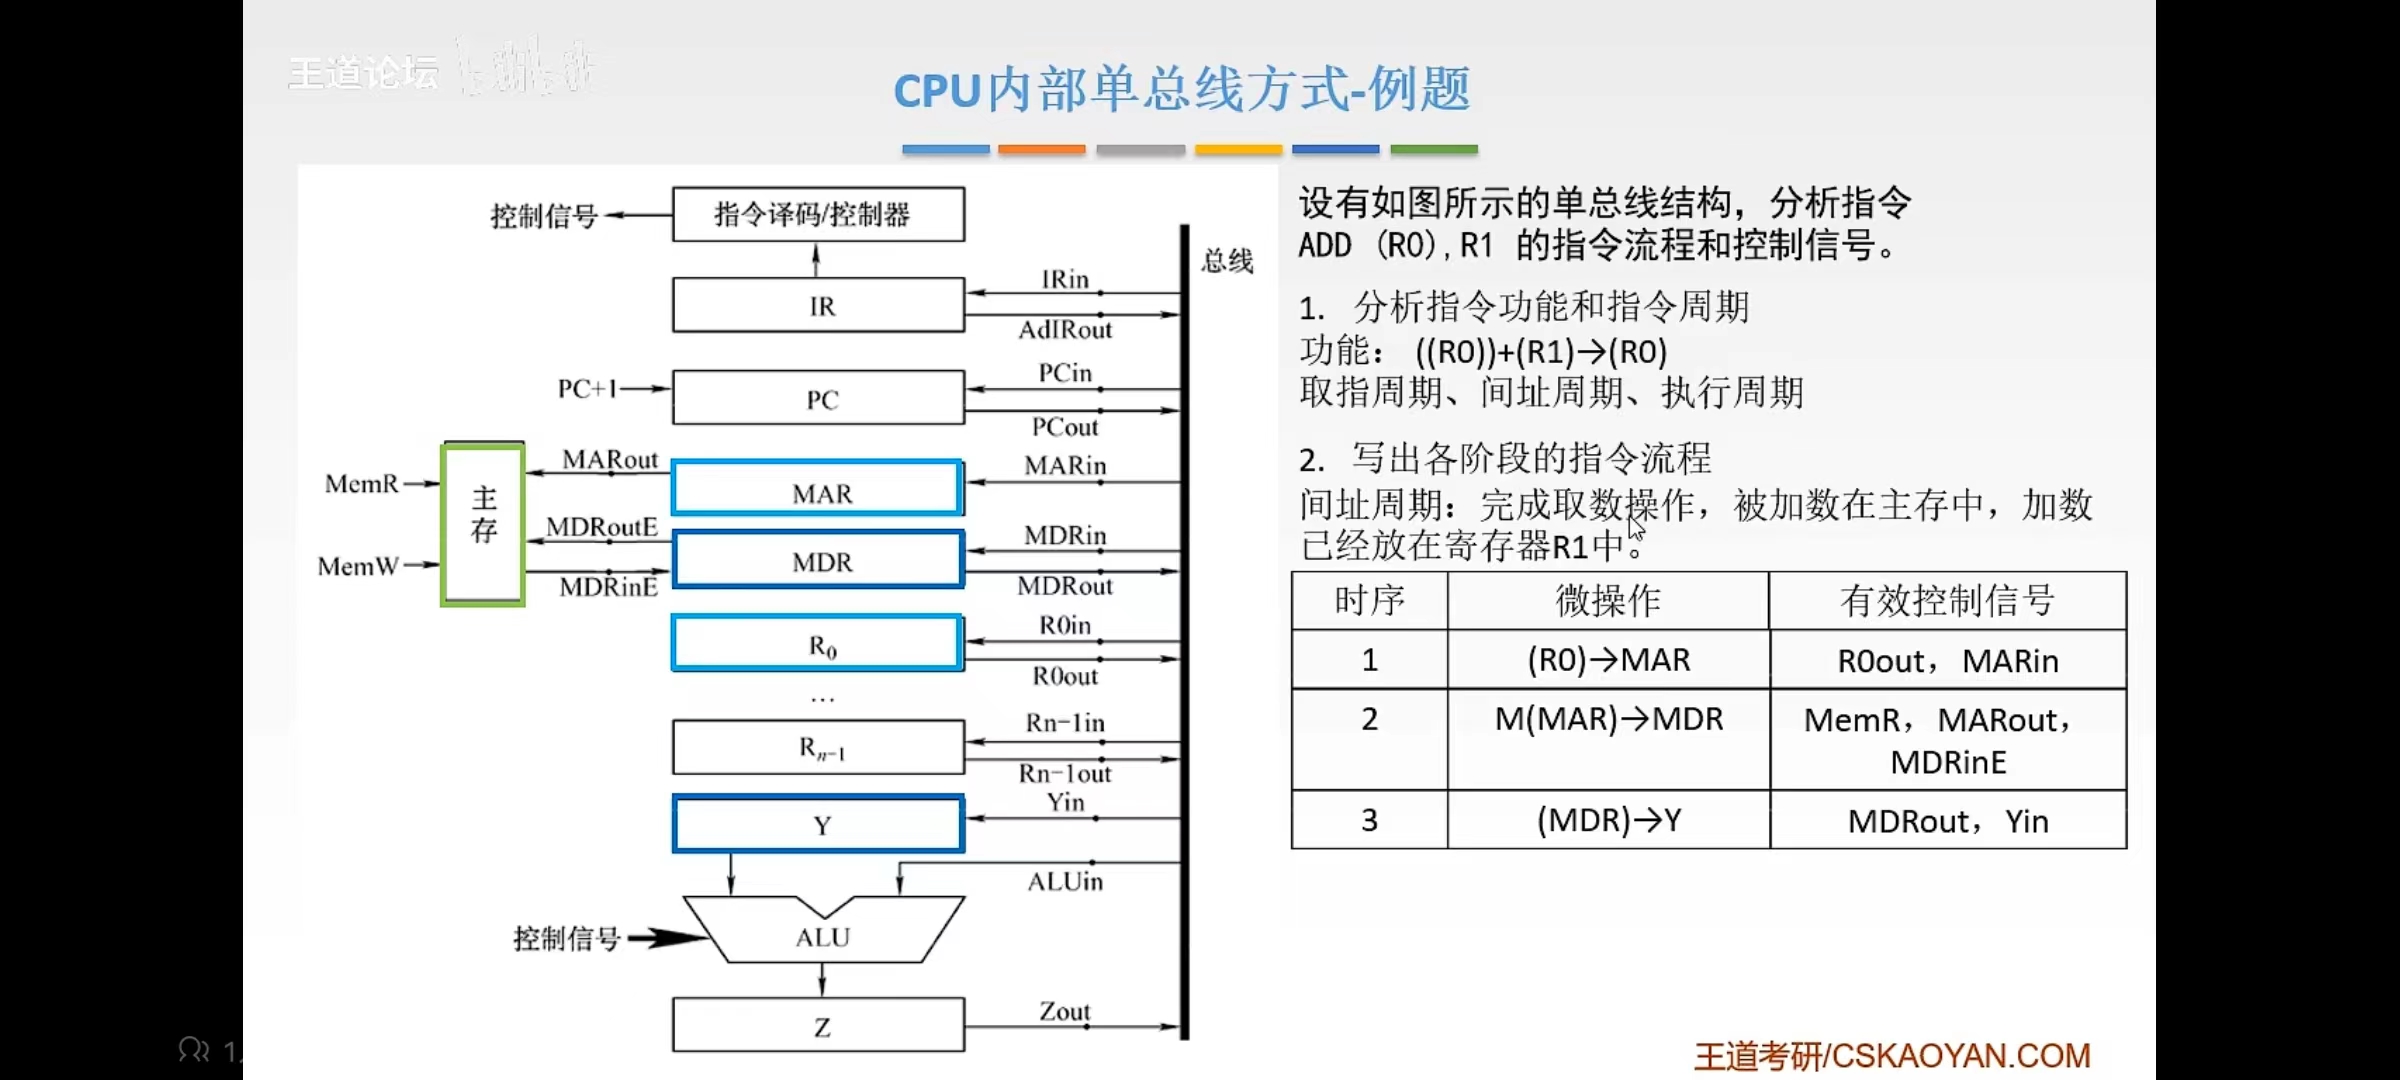 王道论坛
CPU内部单总线方式-例题
控制信号
指令译码/控制器
总线
IR
IRin
AdIRout
PC+1
PC
PCin
PCout
MARout
MAR
MARin
MemR
主存
MDRoutE
MDR
MDRin
MemW
MDRinE
MDRout
R0
R0in
R0out
…
Rn-1
Rn-1in
Rn-1out
Y
Yin
ALUin
控制信号
ALU
Z
Zout
设有如图所示的单总线结构，分析指令
ADD (R0),R1 的指令流程和控制信号。
1. 分析指令功能和指令周期
功能： ((R0))+(R1)→(R0)
取指周期、间址周期、执行周期
2. 写出各阶段的指令流程
间址周期：完成取数操作，被加数在主存中，加数
已经放在寄存器R1中。
时序 微操作 有效控制信号
1 (R0)→MAR R0out，MARin
2 M(MAR)→MDR MemR，MARout，
MDRinE
3 (MDR)→Y MDRout，Yin
王道考研/CSKAOYAN.COM